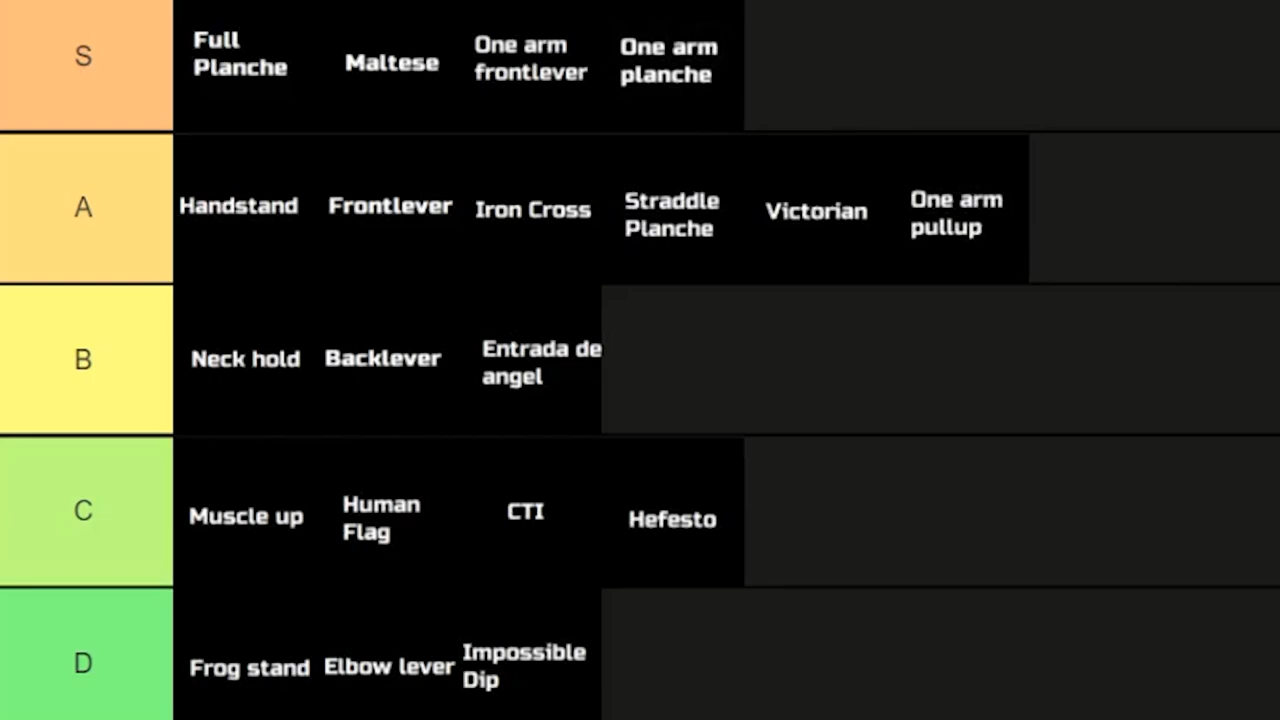 S
Full
Planche
Maltese
One arm
frontlever
One arm
planche
A
Handstand
Frontlever
Iron Cross
Straddle
Planche
Victorian
One arm
pullup
B
Neck hold
Backlever
Entrada de
angel
C
Muscle up
Human
Flag
CTI
Hefesto
D
Frog stand
Elbow lever
Impossible
Dip